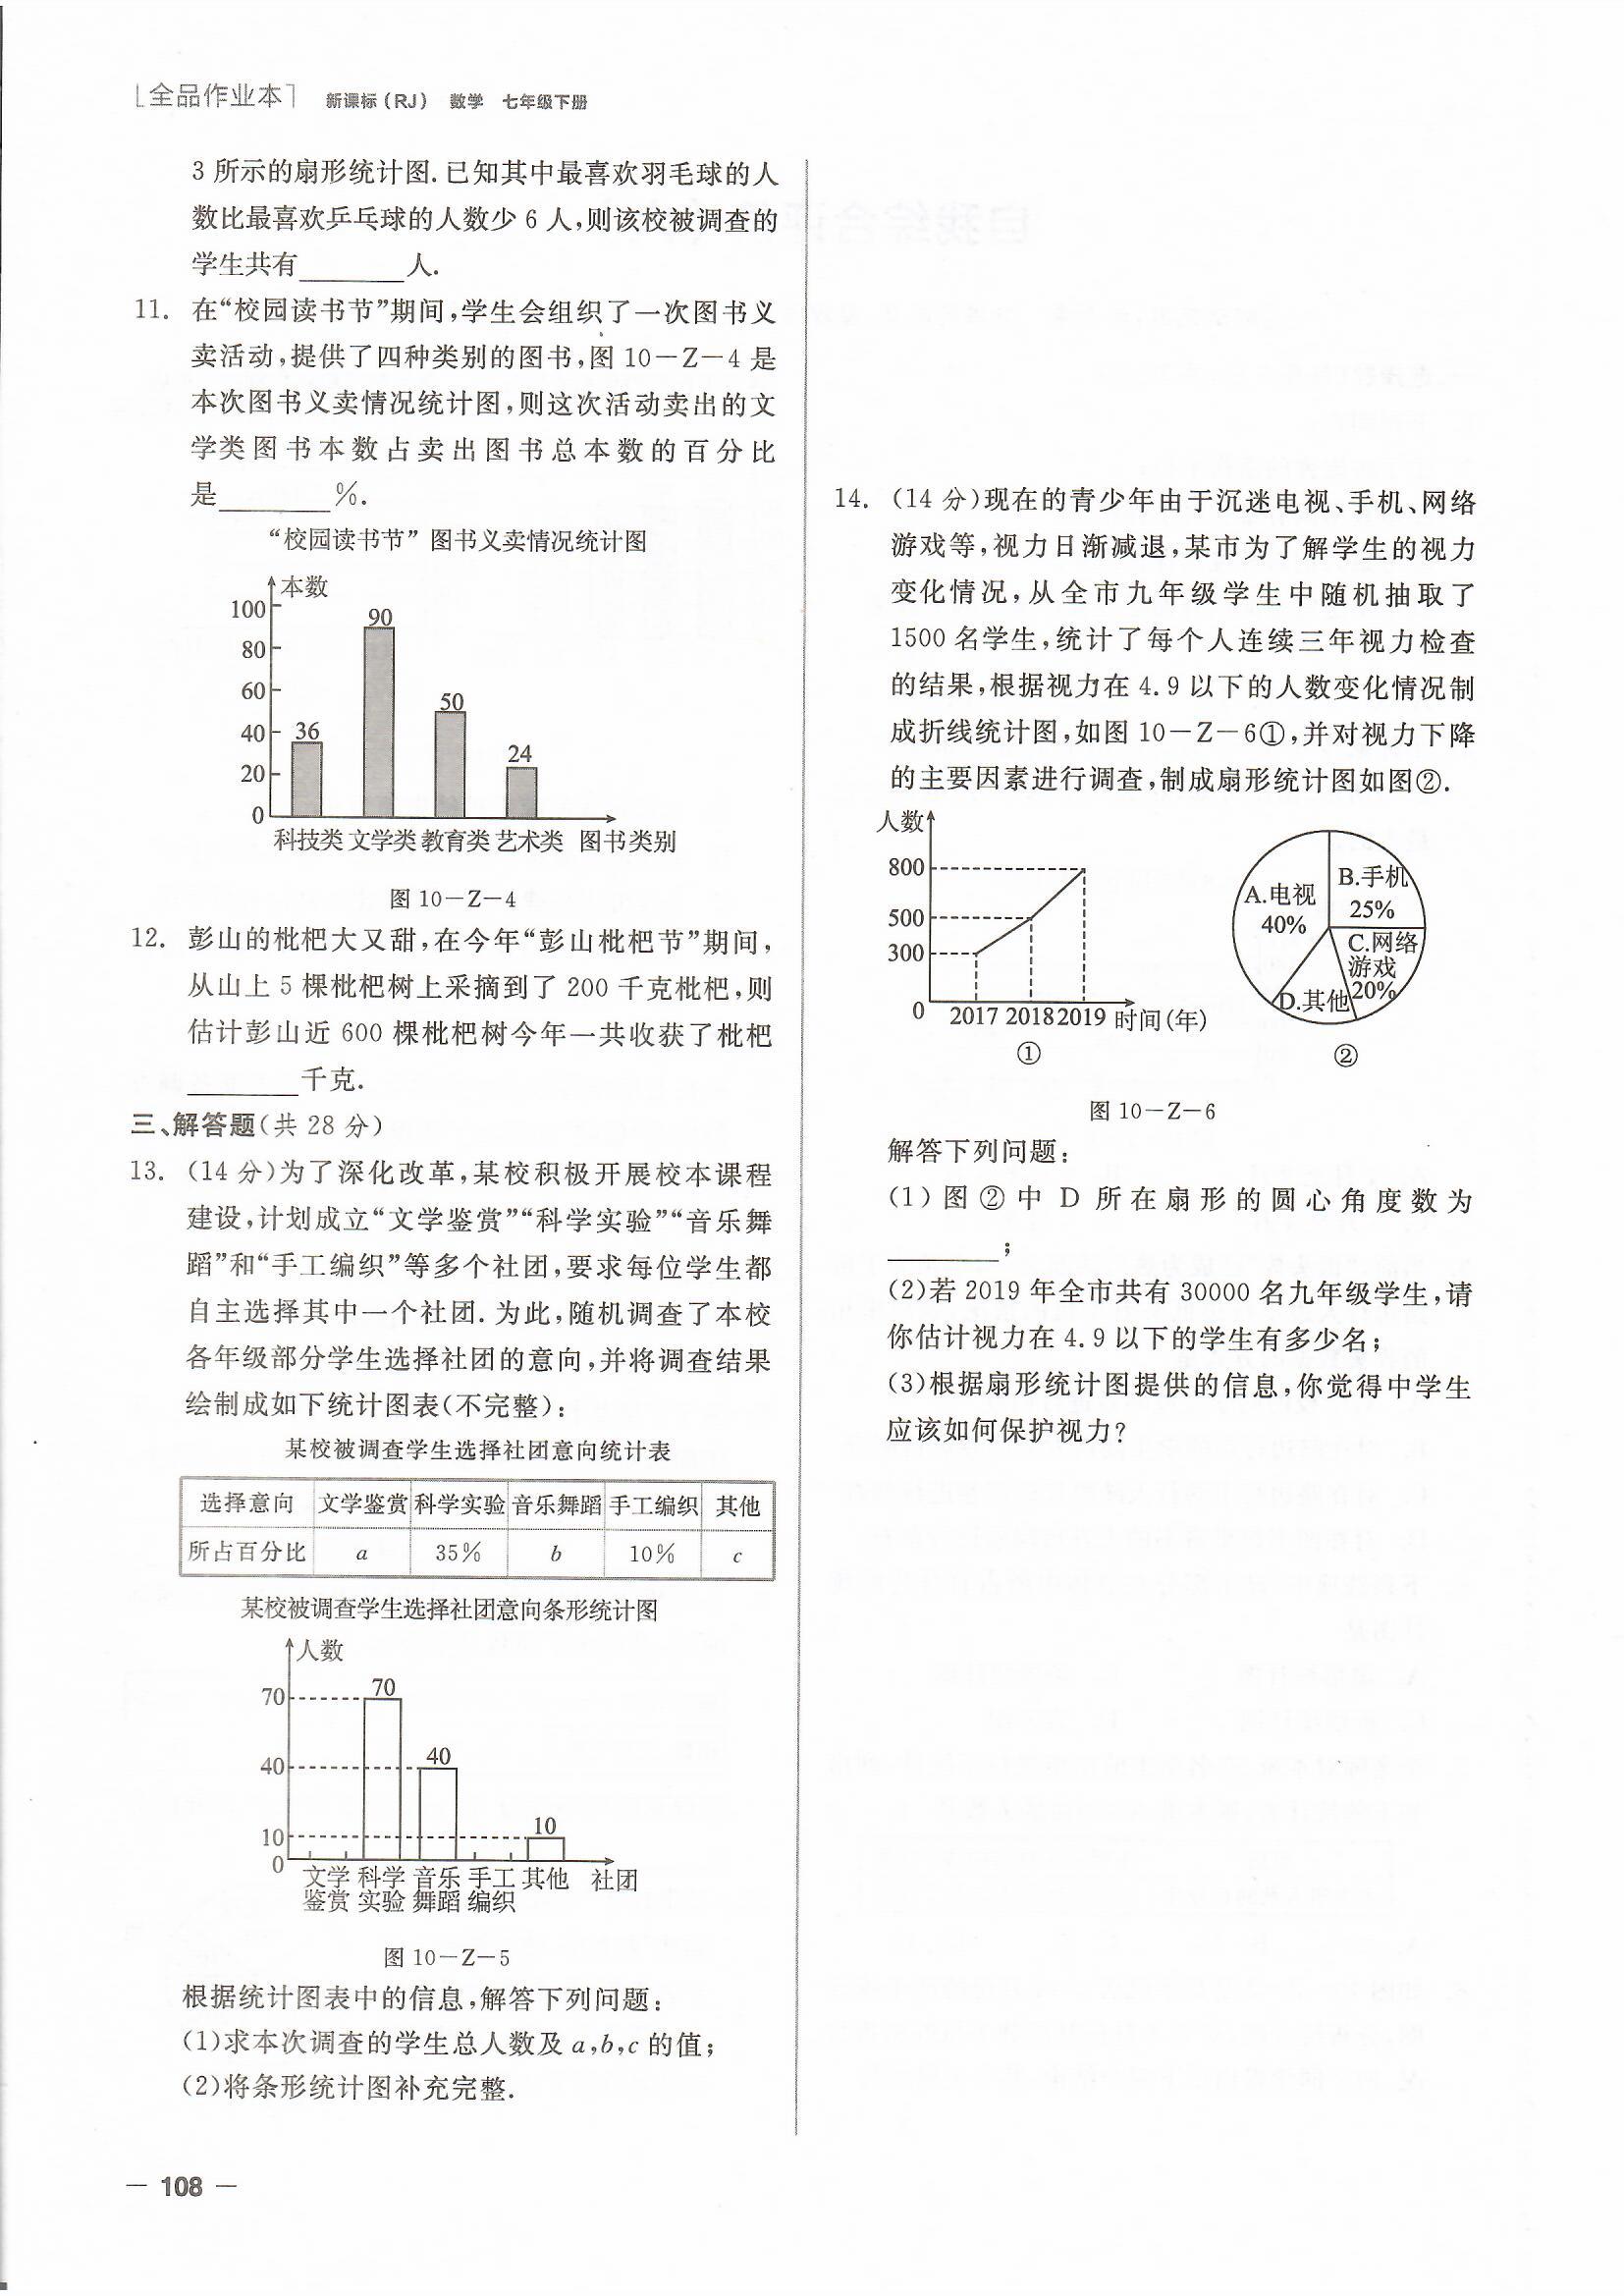 全品作业本 新课标(RJ) 数学 七年级下册
3 所示的扇形统计图.已知其中最喜欢羽毛球的人
数比最喜欢乒乓球的人数少 6 人,则该校被调查的
学生共有________人.
11. 在“校园读书节”期间,学生会组织了一次图书义
卖活动,提供了四种类别的图书,图 10-Z-4 是
本次图书义卖情况统计图,则这次活动卖出的文
学类图书本数占卖出图书总本数的百分比
是________%.
“校园读书节”图书义卖情况统计图
本数
100
80
60
40
20
0
36
90
50
24
科技类 文学类 教育类 艺术类 图书类别
图 10-Z-4
12. 彭山的枇杷大又甜,在今年“彭山枇杷节”期间,
从山上 5 棵枇杷树上采摘到了 200 千克枇杷,则
估计彭山近 600 棵枇杷树今年一共收获了枇杷
________千克.
三、解答题(共 28 分)
13. (14 分)为了深化改革,某校积极开展校本课程
建设,计划成立“文学鉴赏”“科学实验”“音乐舞
蹈”和“手工编织”等多个社团,要求每位学生都
自主选择其中一个社团.为此,随机调查了本校
各年级部分学生选择社团的意向,并将调查结果
绘制成如下统计图表(不完整):
某校被调查学生选择社团意向统计表
选择意向 文学鉴赏 科学实验 音乐舞蹈 手工编织 其他
所占百分比 a 35% b 10% c
某校被调查学生选择社团意向条形统计图
人数
70
40
10
0
70
40
10
文学 科学 音乐 手工 其他 社团
鉴赏 实验 舞蹈 编织
图 10-Z-5
根据统计图表中的信息,解答下列问题:
(1)求本次调查的学生总人数及 a,b,c 的值;
(2)将条形统计图补充完整.
— 108 —
14. (14 分)现在的青少年由于沉迷电视、手机、网络
游戏等,视力日渐减退,某市为了解学生的视力
变化情况,从全市九年级学生中随机抽取了
1500 名学生,统计了每个人连续三年视力检查
的结果,根据视力在 4.9 以下的人数变化情况制
成折线统计图,如图 10-Z-6①,并对视力下降
的主要因素进行调查,制成扇形统计图如图②.
人数
800
500
300
0
2017 2018 2019 时间(年)
①
A.电视
40%
B.手机
25%
C.网络
游戏
20%
D.其他
②
图 10-Z-6
解答下列问题:
(1)图②中 D 所在扇形的圆心角度数为
________;
(2)若 2019 年全市共有 30000 名九年级学生,请
你估计视力在 4.9 以下的学生有多少名;
(3)根据扇形统计图提供的信息,你觉得中学生
应该如何保护视力?